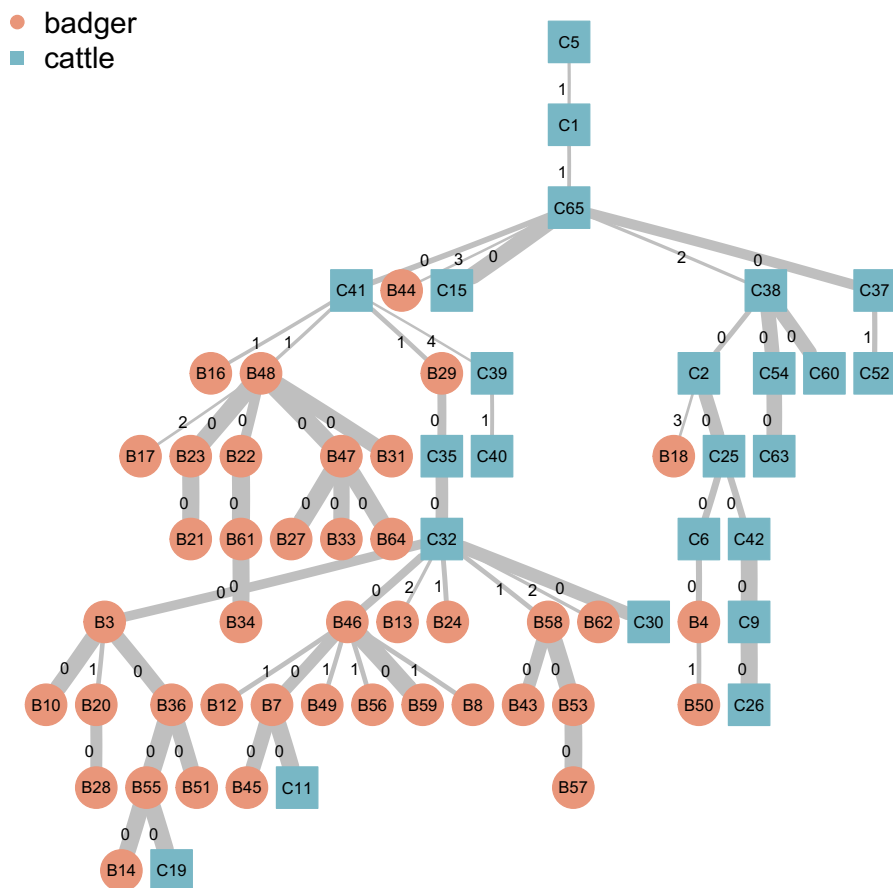 badger
cattle
C5
1
C1
1
C65
0 3 0 2 0
C41 B44 C15 C38 C37
1 1 1 4 0 0 0 1
B16 B48 B29 C39 C2 C54 C60 C52
2 0 0 0 0 0 1 3 0 0
B17 B23 B22 B47 B31 C35 C40 B18 C25 C63
0 0 0 0 0 0 0 0
B21 B61 B27 B33 B64 C32 C6 C42
0 0 0 2 1 1 2 0 0 0
B3 B34 B46 B13 B24 B58 B62 C30 B4 C9
0 1 0 1 0 1 1 0 1 0 0 1 0
B10 B20 B36 B12 B7 B49 B56 B59 B8 B43 B53 B50 C26
0 0 0 0 0 0
B28 B55 B51 B45 C11 B57
0 0
B14 C19